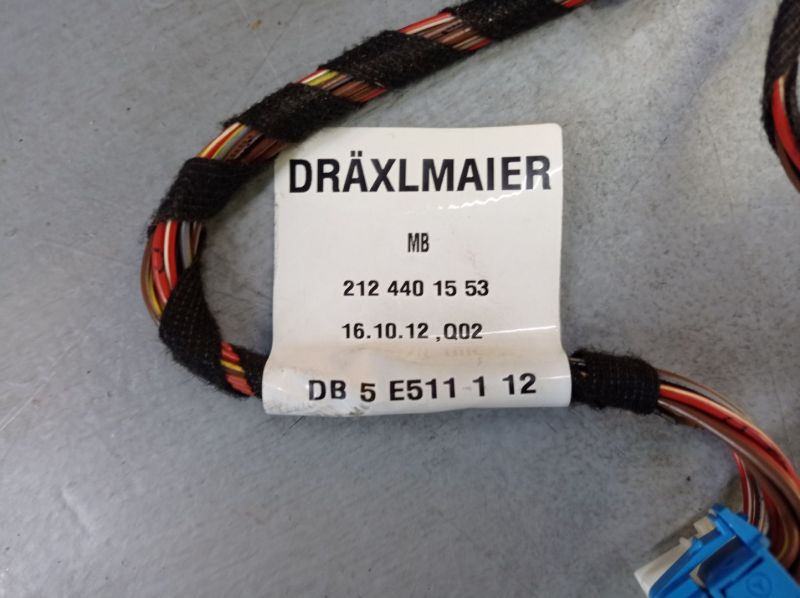 DRÄXLMAIER
MB
212 440 15 53
16.10.12 ,Q02
DB 5 E511 1 12